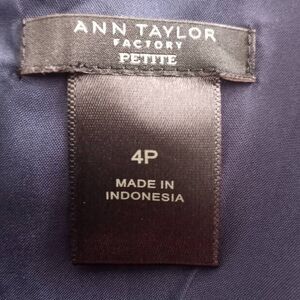 ANN TAYLOR
FACTORY
PETITE
4P
MADE IN
INDONESIA